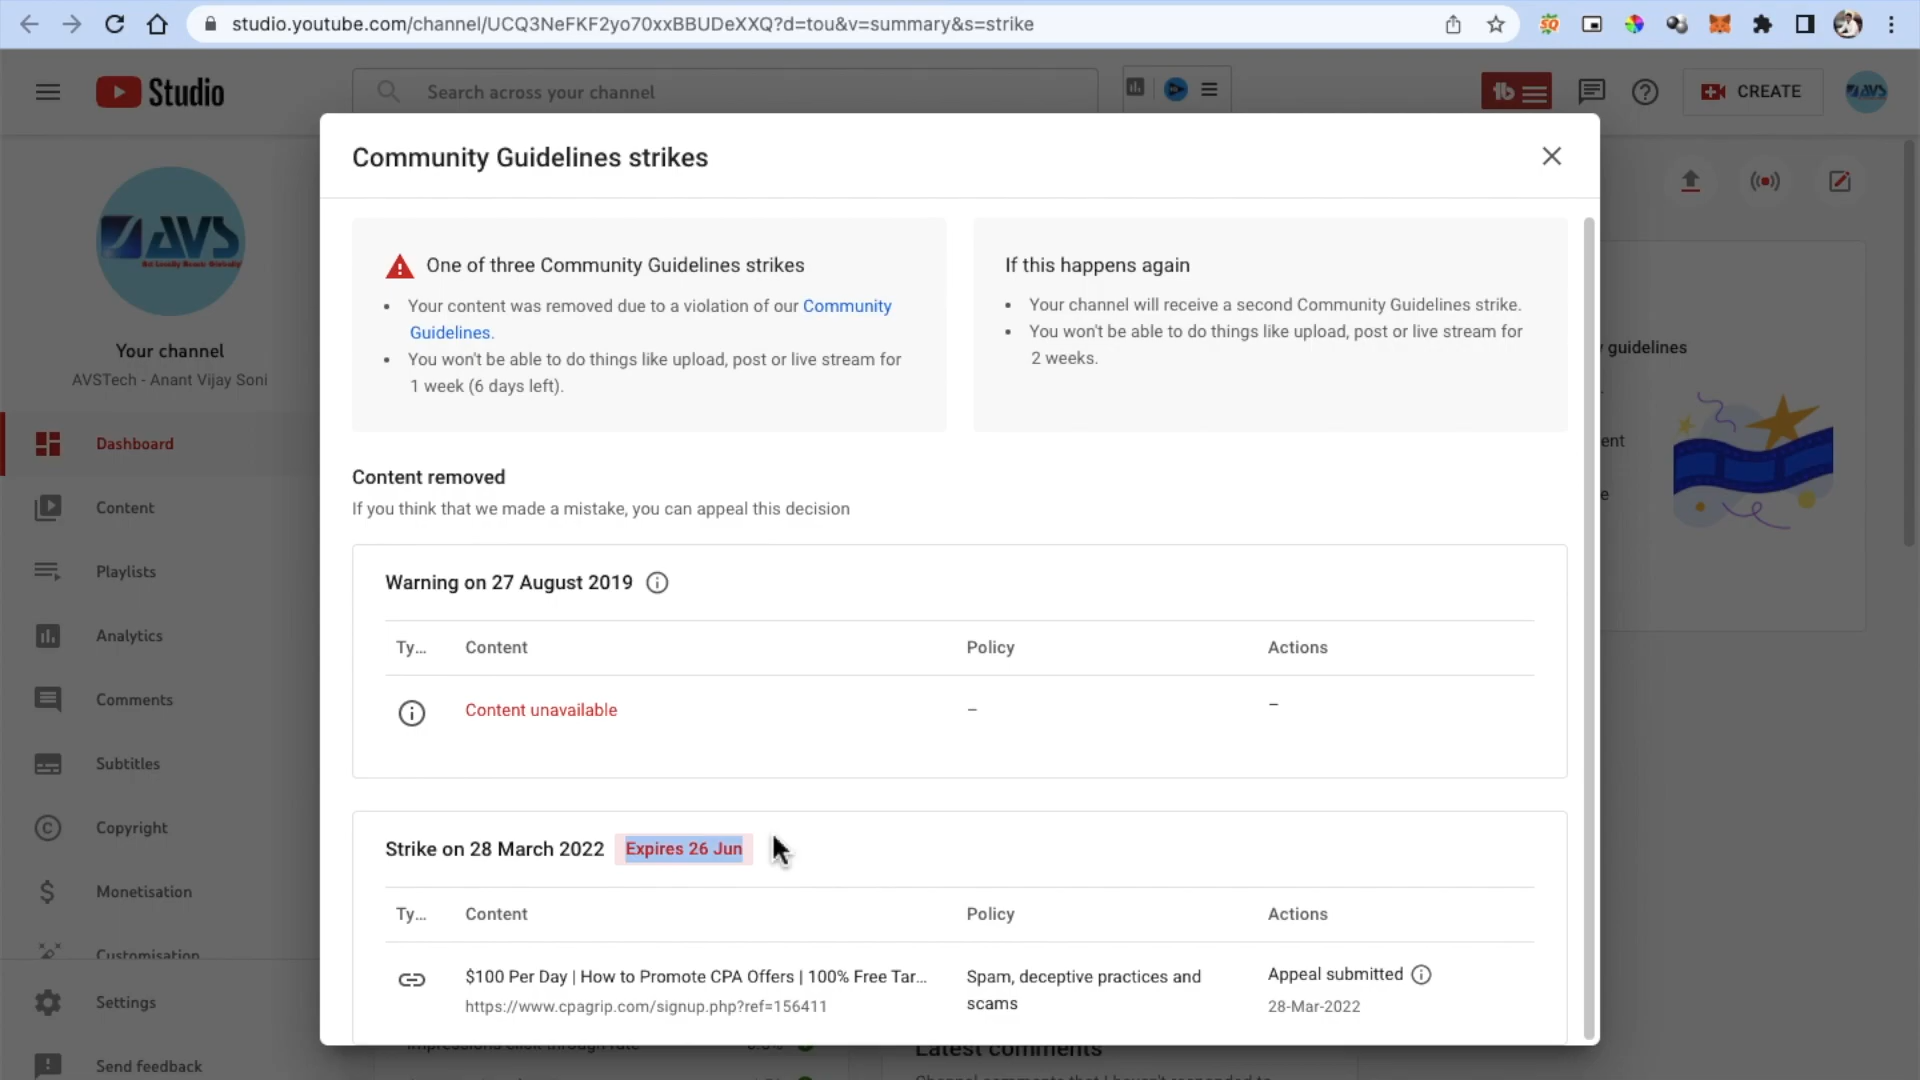 studio.youtube.com/channel/UCQ3NeFKF2yo70xxBBUDeXXQ?d=tou&v=summary&s=strike
Studio
Search across your channel
CREATE
AVS
Community Guidelines strikes
AVS
Your channel
AVSTech - Anant Vijay Soni
Dashboard
Content
Playlists
Analytics
Comments
Subtitles
Copyright
Monetisation
Customisation
Settings
Send feedback
One of three Community Guidelines strikes
Your content was removed due to a violation of our Community
Guidelines.
You won't be able to do things like upload, post or live stream for
1 week (6 days left).
If this happens again
Your channel will receive a second Community Guidelines strike.
You won't be able to do things like upload, post or live stream for
2 weeks.
guidelines
ent
e
Content removed
If you think that we made a mistake, you can appeal this decision
Warning on 27 August 2019
Ty... Content Policy Actions
Content unavailable – –
Strike on 28 March 2022 Expires 26 Jun
Ty... Content Policy Actions
$100 Per Day | How to Promote CPA Offers | 100% Free Tar...
https://www.cpagrip.com/signup.php?ref=156411
Spam, deceptive practices and
scams
Appeal submitted
28-Mar-2022
Latest comments